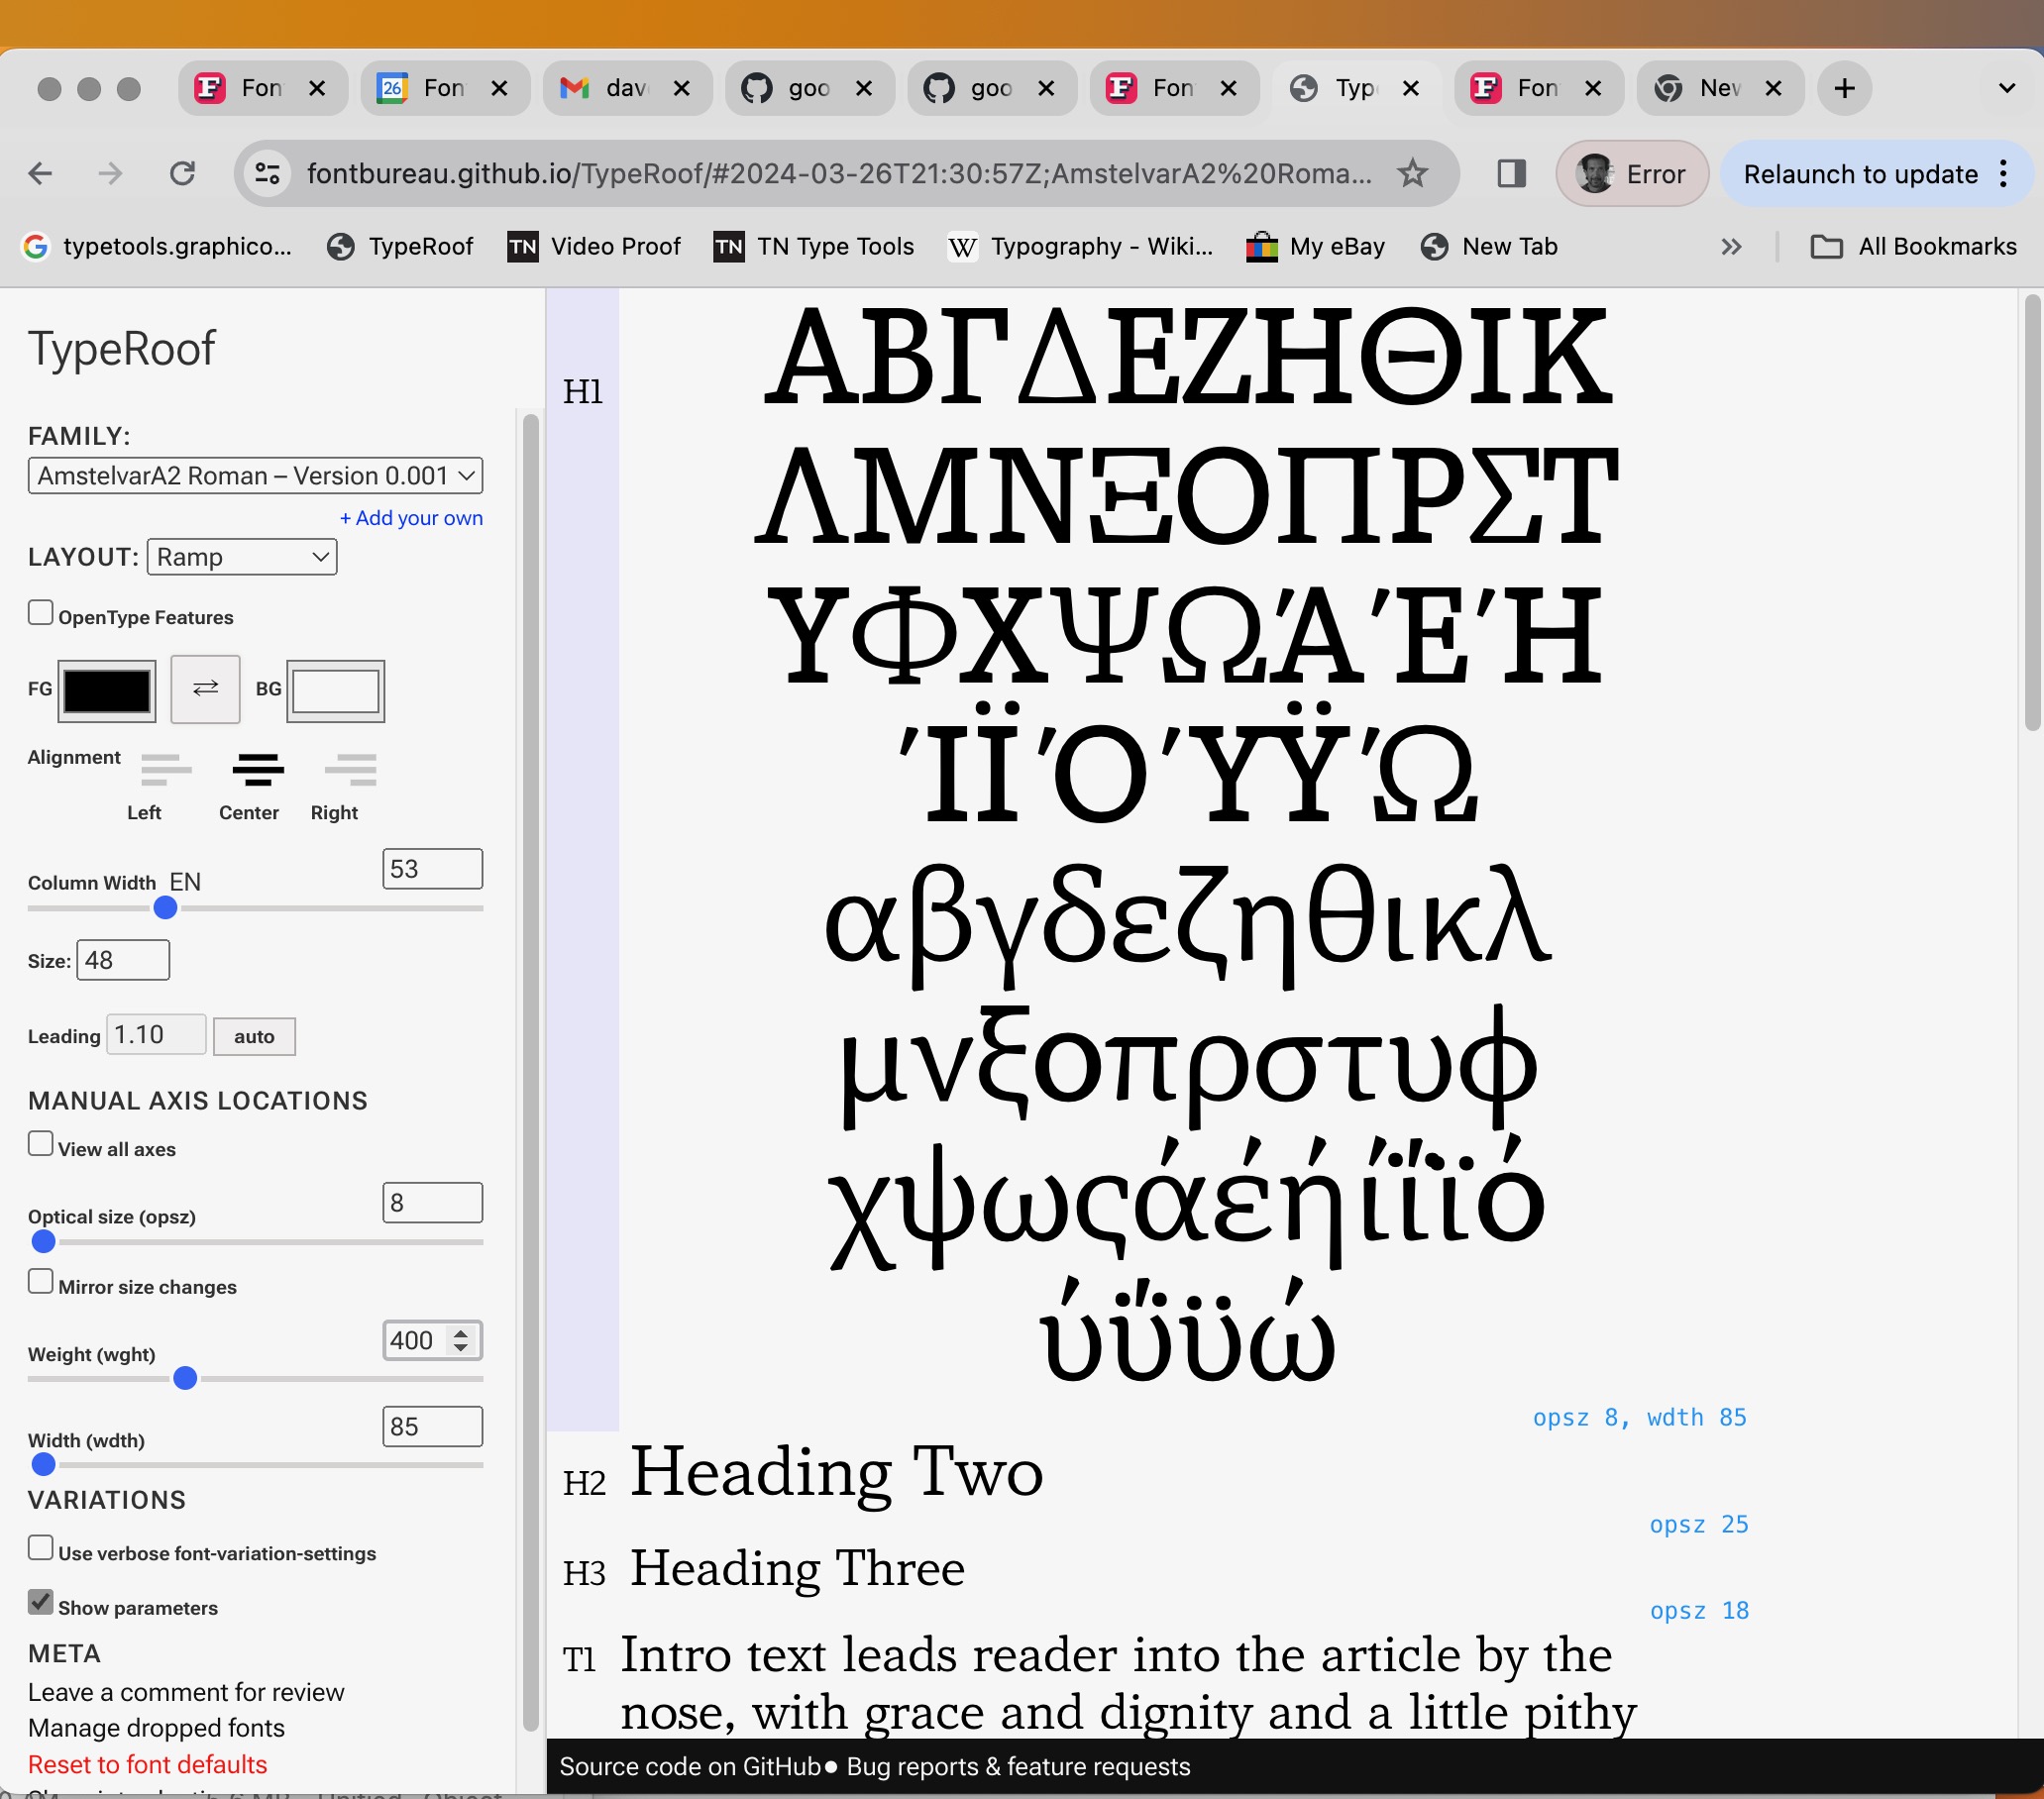 Fon
26
Fon
dav
goo
goo
Fon
Typ
Fon
New
fontbureau.github.io/TypeRoof/#2024-03-26T21:30:57Z;AmstelvarA2%20Roma...
Error
Relaunch to update
typetools.graphico...
TypeRoof
TN Video Proof
TN TN Type Tools
W Typography - Wiki...
My eBay
New Tab
All Bookmarks
TypeRoof
FAMILY:
AmstelvarA2 Roman – Version 0.001
+ Add your own
LAYOUT: Ramp
OpenType Features
FG
BG
Alignment
Left Center Right
Column Width EN 53
Size: 48
Leading 1.10 auto
MANUAL AXIS LOCATIONS
View all axes
Optical size (opsz) 8
Mirror size changes
Weight (wght) 400
Width (wdth) 85
VARIATIONS
Use verbose font-variation-settings
Show parameters
META
Leave a comment for review
Manage dropped fonts
Reset to font defaults
H1
ΑΒΓΔΕΖΗΘΙΚ
ΛΜΝΞΟΠΡΣΤ
ΥΦΧΨΩΆΈΉ
ΊΪΌΎΫΏ
αβγδεζηθικλ
μνξοπρστυφ
χψωςάέήίΐϊό
ύΰϋώ
opsz 8, wdth 85
H2 Heading Two
opsz 25
H3 Heading Three
opsz 18
T1 Intro text leads reader into the article by the
nose, with grace and dignity and a little pithy
Source code on GitHub● Bug reports & feature requests